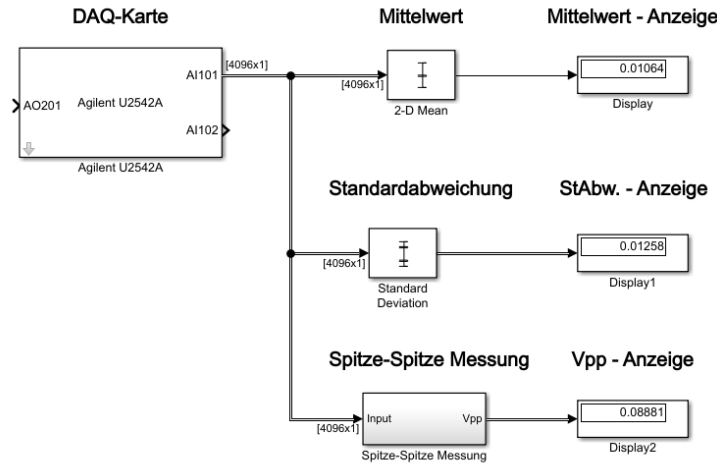 DAQ-Karte
Mittelwert
Mittelwert - Anzeige
[4096x1]
AI101
AO201
Agilent U2542A
AI102
Agilent U2542A
[4096x1]
2-D Mean
0.01064
Display
Standardabweichung
StAbw. - Anzeige
[4096x1]
Standard
Deviation
0.01258
Display1
Spitze-Spitze Messung
Vpp - Anzeige
[4096x1]
Input
Vpp
Spitze-Spitze Messung
0.08881
Display2